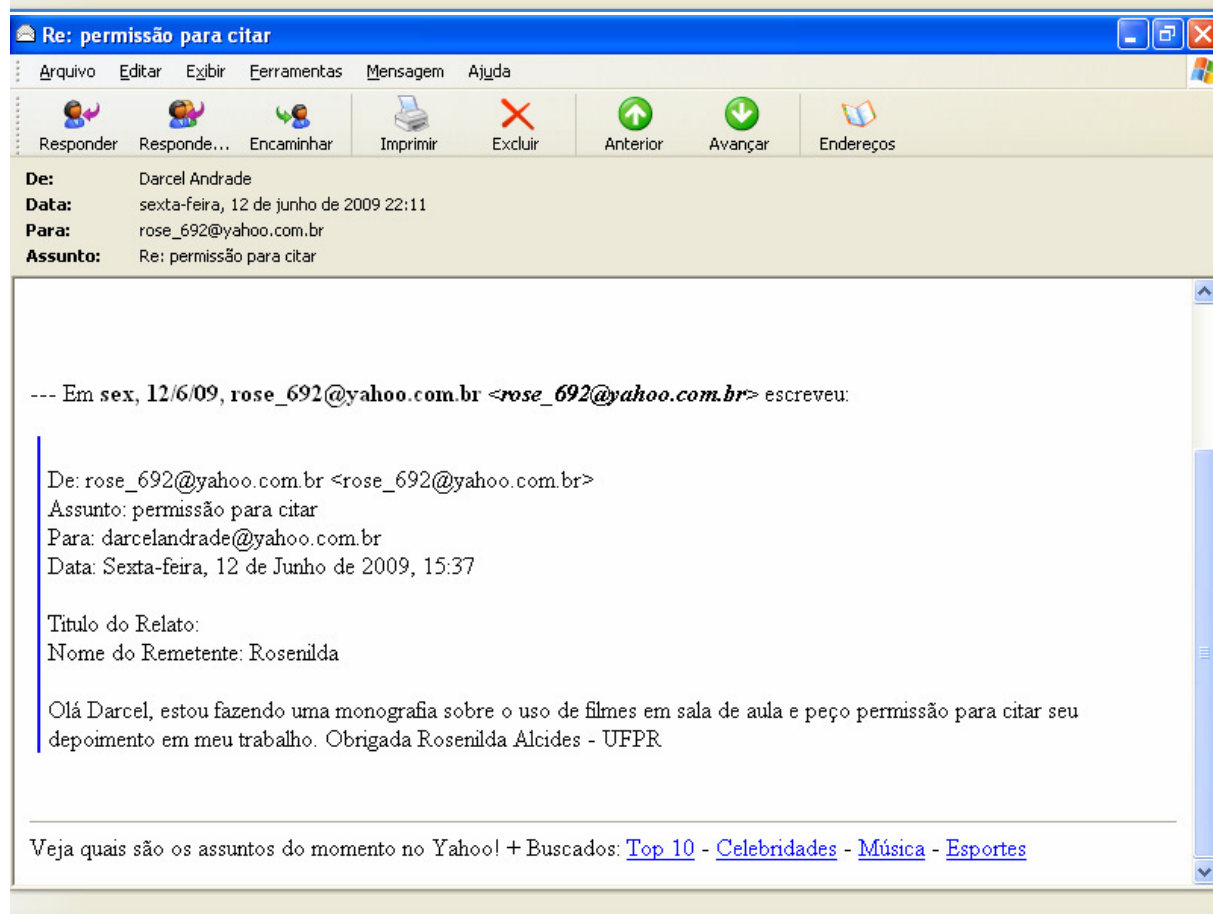 Re: permissão para citar
Arquivo Editar Exibir Ferramentas Mensagem Ajuda
Responder Responde... Encaminhar Imprimir Excluir Anterior Avançar Endereços
De: Darcel Andrade
Data: sexta-feira, 12 de junho de 2009 22:11
Para: rose_692@yahoo.com.br
Assunto: Re: permissão para citar
--- Em sex, 12/6/09, rose_692@yahoo.com.br <rose_692@yahoo.com.br> escreveu:
De: rose_692@yahoo.com.br <rose_692@yahoo.com.br>
Assunto: permissão para citar
Para: darcelandrade@yahoo.com.br
Data: Sexta-feira, 12 de Junho de 2009, 15:37
Titulo do Relato:
Nome do Remetente: Rosenilda
Olá Darcel, estou fazendo uma monografia sobre o uso de filmes em sala de aula e peço permissão para citar seu
depoimento em meu trabalho. Obrigada Rosenilda Alcides - UFPR
Veja quais são os assuntos do momento no Yahoo! + Buscados: Top 10 - Celebridades - Música - Esportes